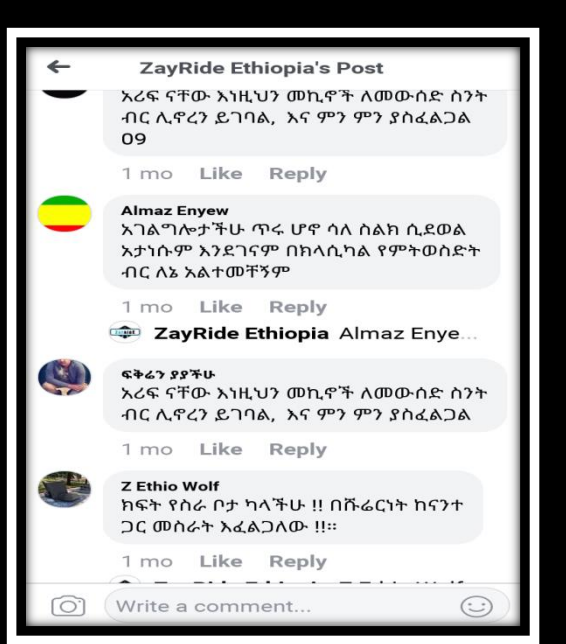 ZayRide Ethiopia's Post
አሪፍ ናቸው እነዚህን መኪኖች ለመውሰድ ስንት
ብር ሊኖረን ይገባል, እና ምን ምን ያስፈልጋል
09
1 mo Like Reply
Almaz Enyew
አገልግሎታችሁ ጥሩ ሆኖ ሳለ ስልክ ሲደወል
አታነሱም እንደገናም በክላሲካል የምትወስድት
ብር ለኔ አልተመቸኝም
1 mo Like Reply
ZayRide Ethiopia Almaz Enye...
ፍቅሬን ያያችሁ
አሪፍ ናቸው እነዚህን መኪኖች ለመውሰድ ስንት
ብር ሊኖረን ይገባል, እና ምን ምን ያስፈልጋል
1 mo Like Reply
Z Ethio Wolf
ክፍት የስራ ቦታ ካላችሁ !! በሹፌርነት ከናንተ
ጋር መስራት እፈልጋለው !!።
1 mo Like Reply
Write a comment...